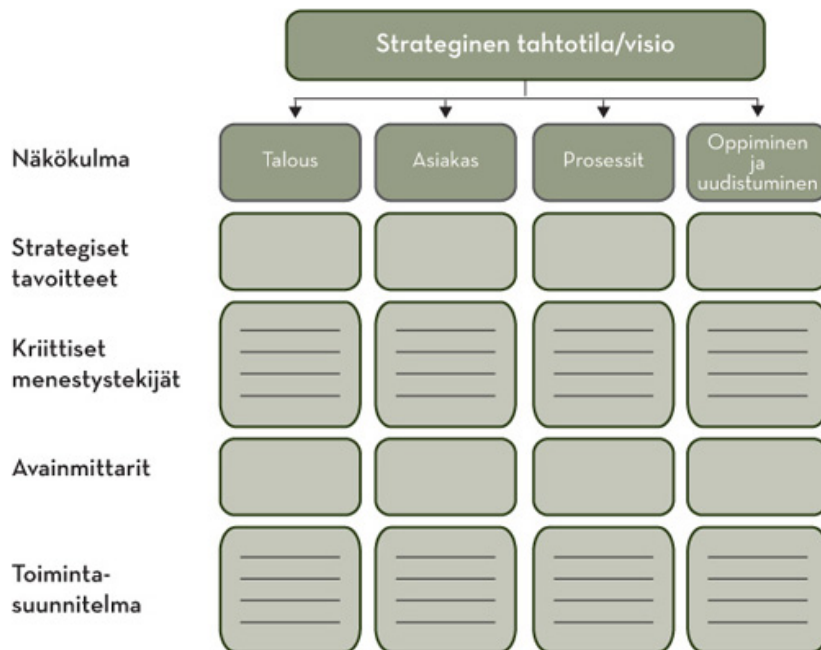 Strateginen tahtotila/visio
Näkökulma
Talous
Asiakas
Prosessit
Oppiminen
ja
uudistuminen
Strategiset
tavoitteet
Kriittiset
menestystekijät
Avainmittarit
Toiminta-
suunnitelma